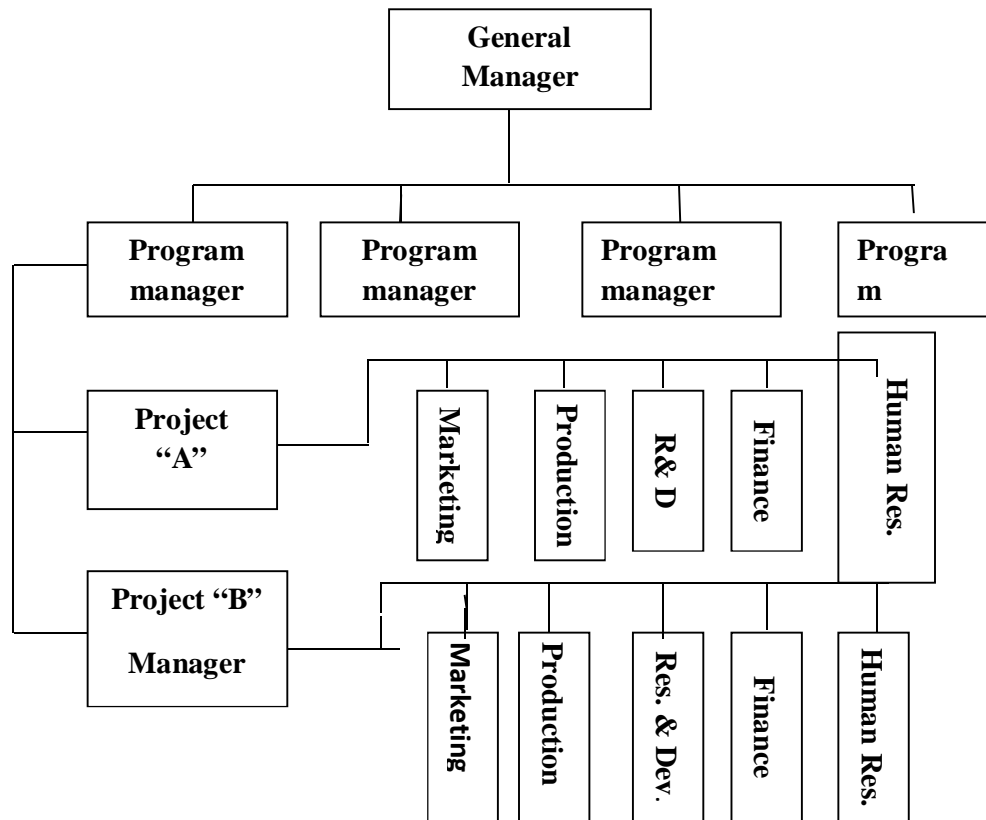 General
Manager
Program
manager
Program
manager
Program
manager
Progra
m
Project
“A”
Marketing
Production
R& D
Finance
Human Res.
Project “B”
Manager
Marketing
Production
Res. & Dev.
Finance
Human Res.